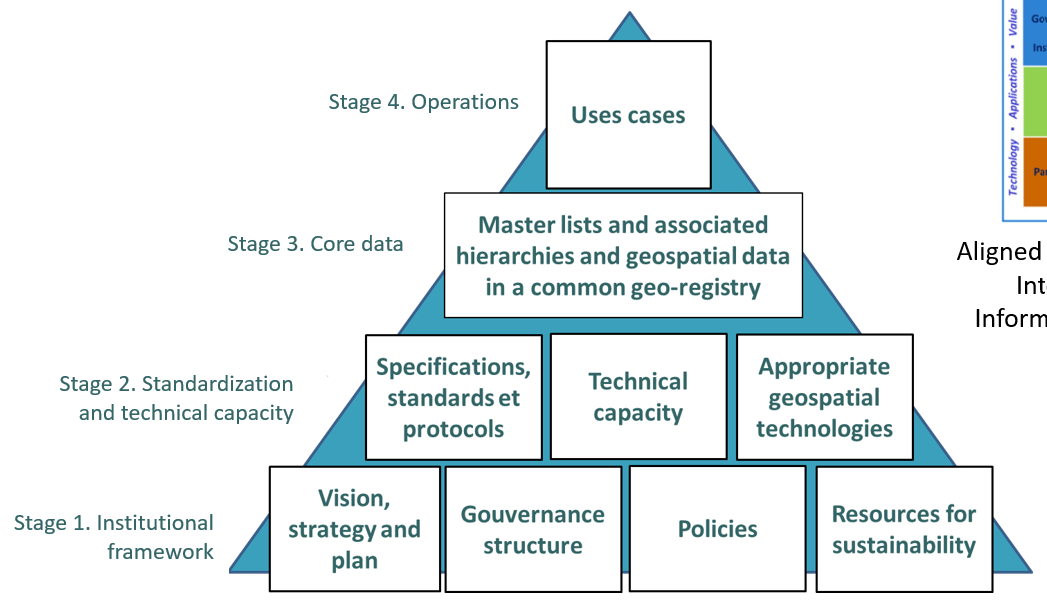 Stage 4. Operations
Uses cases
Stage 3. Core data
Master lists and associated
hierarchies and geospatial data
in a common geo-registry
Stage 2. Standardization
and technical capacity
Specifications,
standards et
protocols
Technical
capacity
Appropriate
geospatial
technologies
Stage 1. Institutional
framework
Vision,
strategy and
plan
Gouvernance
structure
Policies
Resources for
sustainability
Technology • Applications • Value
Aligned